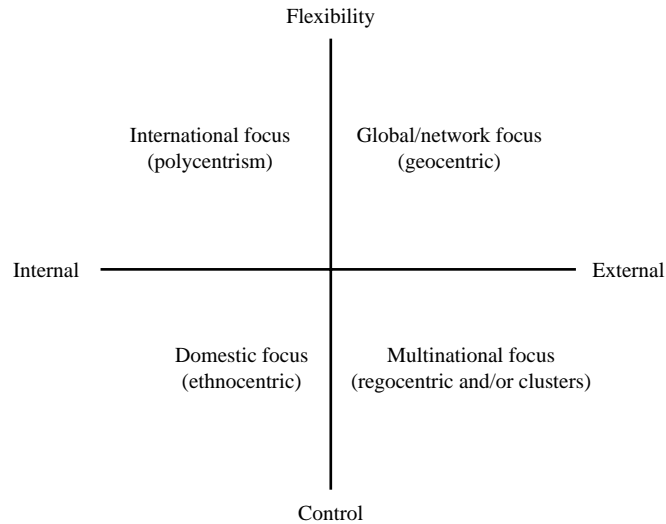 Flexibility
International focus
(polycentrism)
Global/network focus
(geocentric)
Internal
External
Domestic focus
(ethnocentric)
Multinational focus
(regocentric and/or clusters)
Control